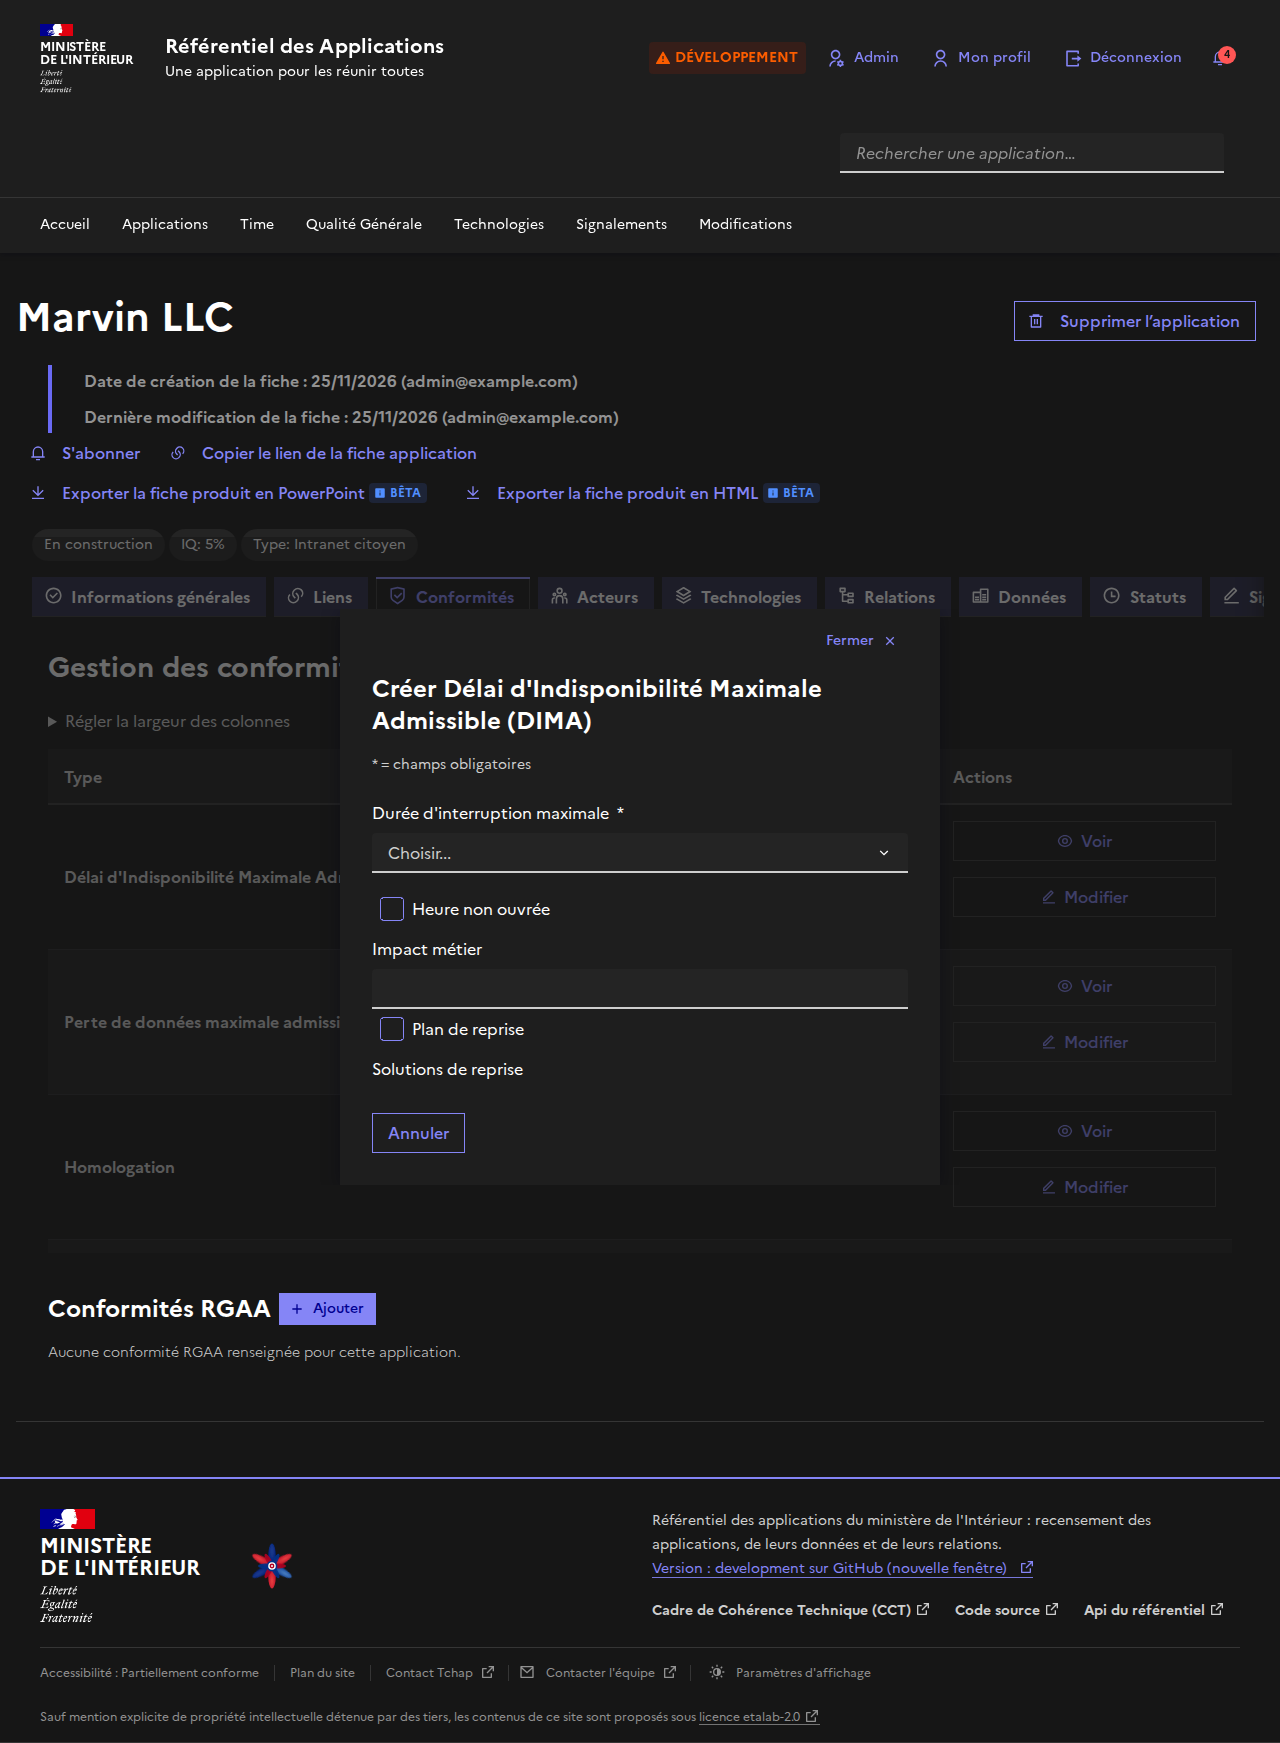 MINISTÈRE
DE L'INTÉRIEUR
Liberté
Égalité
Fraternité
Référentiel des Applications
Une application pour les réunir toutes
DÉVELOPPEMENT
Admin
Mon profil
Déconnexion
4
Rechercher une application...
Accueil
Applications
Time
Qualité Générale
Technologies
Signalements
Modifications
Marvin LLC
Supprimer l’application
Date de création de la fiche : 25/11/2026 (admin@example.com)
Dernière modification de la fiche : 25/11/2026 (admin@example.com)
S'abonner
Copier le lien de la fiche application
Exporter la fiche produit en PowerPoint BÊTA
Exporter la fiche produit en HTML BÊTA
En construction
IQ: 5%
Type: Intranet citoyen
Informations générales
Liens
Conformités
Acteurs
Technologies
Relations
Données
Statuts
Gestion des conformi
Régler la largeur des colonnes
Type
Actions
Délai d'Indisponibilité Maximale Ad
Voir
Modifier
Perte de données maximale admissi
Voir
Modifier
Homologation
Voir
Modifier
Fermer
Créer Délai d'Indisponibilité Maximale
Admissible (DIMA)
* = champs obligatoires
Durée d'interruption maximale *
Choisir...
Heure non ouvrée
Impact métier
Plan de reprise
Solutions de reprise
Annuler
Conformités RGAA
Ajouter
Aucune conformité RGAA renseignée pour cette application.
MINISTÈRE
DE L'INTÉRIEUR
Liberté
Égalité
Fraternité
Référentiel des applications du ministère de l'Intérieur : recensement des
applications, de leurs données et de leurs relations.
Version : development sur GitHub (nouvelle fenêtre)
Cadre de Cohérence Technique (CCT)
Code source
Api du référentiel
Accessibilité : Partiellement conforme
Plan du site
Contact Tchap
Contacter l'équipe
Paramètres d'affichage
Sauf mention explicite de propriété intellectuelle détenue par des tiers, les contenus de ce site sont proposés sous licence etalab-2.0